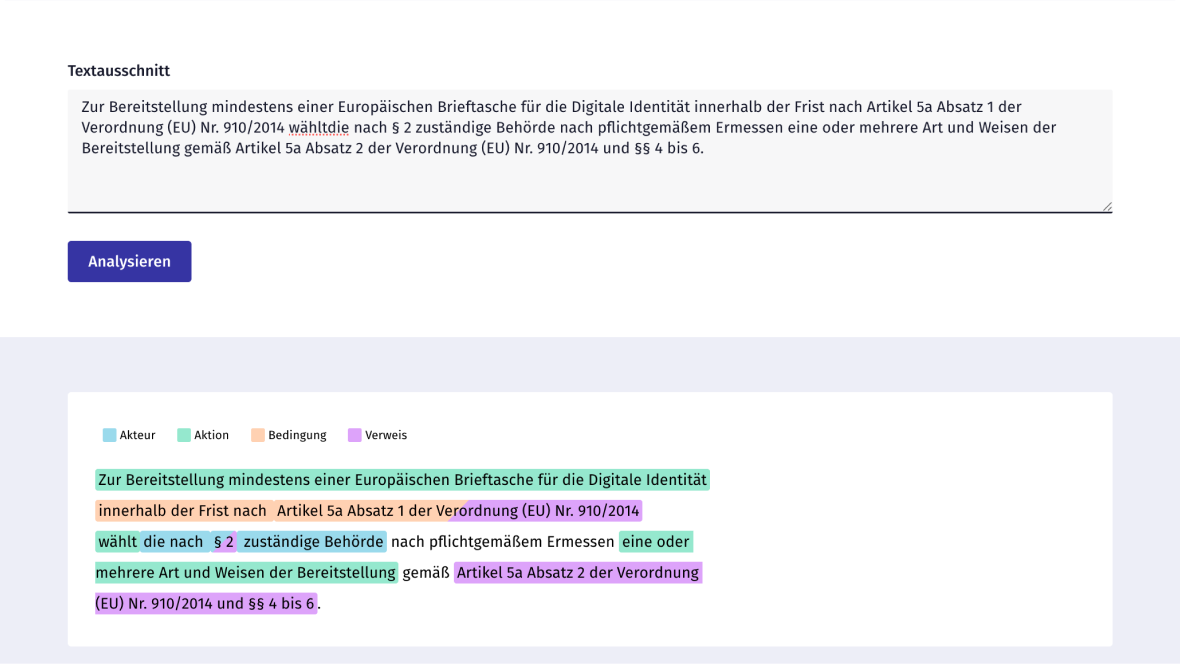 Textausschnitt
Zur Bereitstellung mindestens einer Europäischen Brieftasche für die Digitale Identität innerhalb der Frist nach Artikel 5a Absatz 1 der
Verordnung (EU) Nr. 910/2014 wähltdie nach § 2 zuständige Behörde nach pflichtgemäßem Ermessen eine oder mehrere Art und Weisen der
Bereitstellung gemäß Artikel 5a Absatz 2 der Verordnung (EU) Nr. 910/2014 und §§ 4 bis 6.
Analysieren
Akteur Aktion Bedingung Verweis
Zur Bereitstellung mindestens einer Europäischen Brieftasche für die Digitale Identität
innerhalb der Frist nach Artikel 5a Absatz 1 der Verordnung (EU) Nr. 910/2014
wählt die nach § 2 zuständige Behörde nach pflichtgemäßem Ermessen eine oder
mehrere Art und Weisen der Bereitstellung gemäß Artikel 5a Absatz 2 der Verordnung
(EU) Nr. 910/2014 und §§ 4 bis 6.